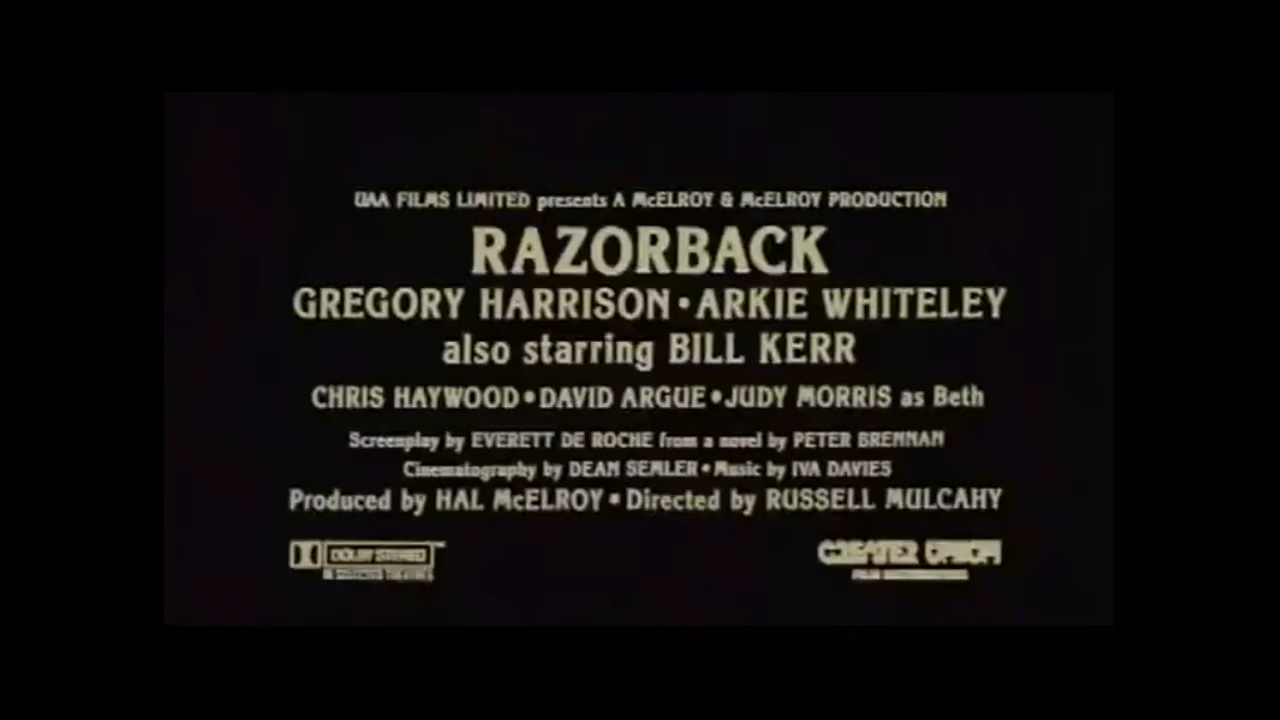 UAA FILMS LIMITED presents A McELROY & McELROY PRODUCTION
RAZORBACK
GREGORY HARRISON • ARKIE WHITELEY
also starring BILL KERR
CHRIS HAYWOOD • DAVID ARGUE • JUDY MORRIS as Beth
Screenplay by EVERETT DE ROCHE from a novel by PETER BRENNAN
Cinematography by DEAN SEMLER • Music by IVA DAVIES
Produced by HAL McELROY • Directed by RUSSELL MULCAHY
DOLBY STEREO
GREATER UNION